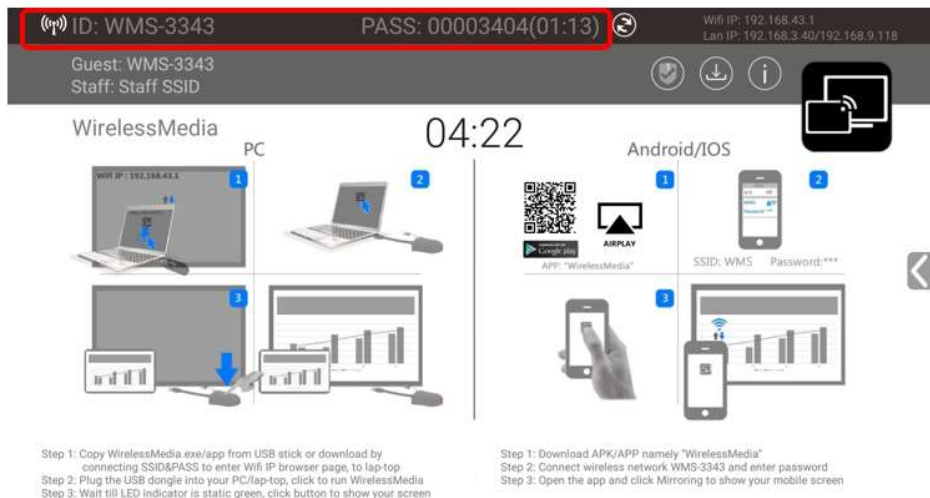 ID: WMS-3343
PASS: 00003404(01:13)
Wifi IP: 192.168.43.1
Lan IP: 192.168.3.40/192.168.9.118
Guest: WMS-3343
Staff: Staff SSID
WirelessMedia
04:22
PC
Wifi IP : 192.168.43.1
1
2
3
Android/IOS
1
Google play
AIRPLAY
APP: "WirelessMedia"
2
SSID: WMS Password:***
3
Step 1: Copy WirelessMedia.exe/app from USB stick or download by
connecting SSID&PASS to enter Wifi IP browser page, to lap-top
Step 2: Plug the USB dongle into your PC/lap-top, click to run WirelessMedia
Step 3: Wait till LED indicator is static green, click button to show your screen
Step 1: Download APK/APP namely "WirelessMedia"
Step 2: Connect wireless network WMS-3343 and enter password
Step 3: Open the app and click Mirroring to show your mobile screen